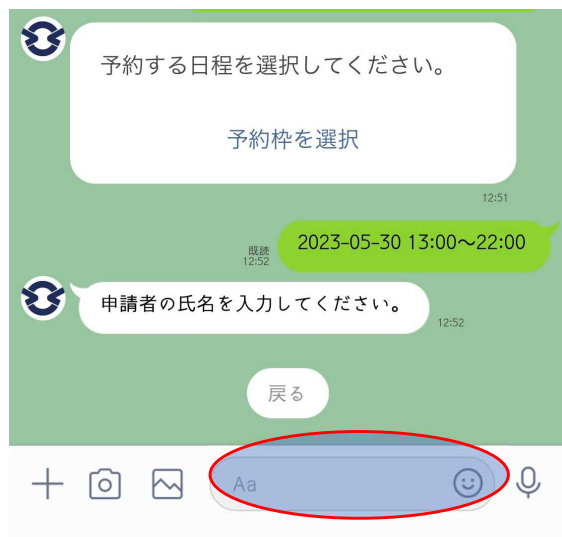 予約する日程を選択してください。
予約枠を選択
12:51
既読
12:52
2023-05-30 13:00～22:00
申請者の氏名を入力してください。
12:52
戻る
Aa